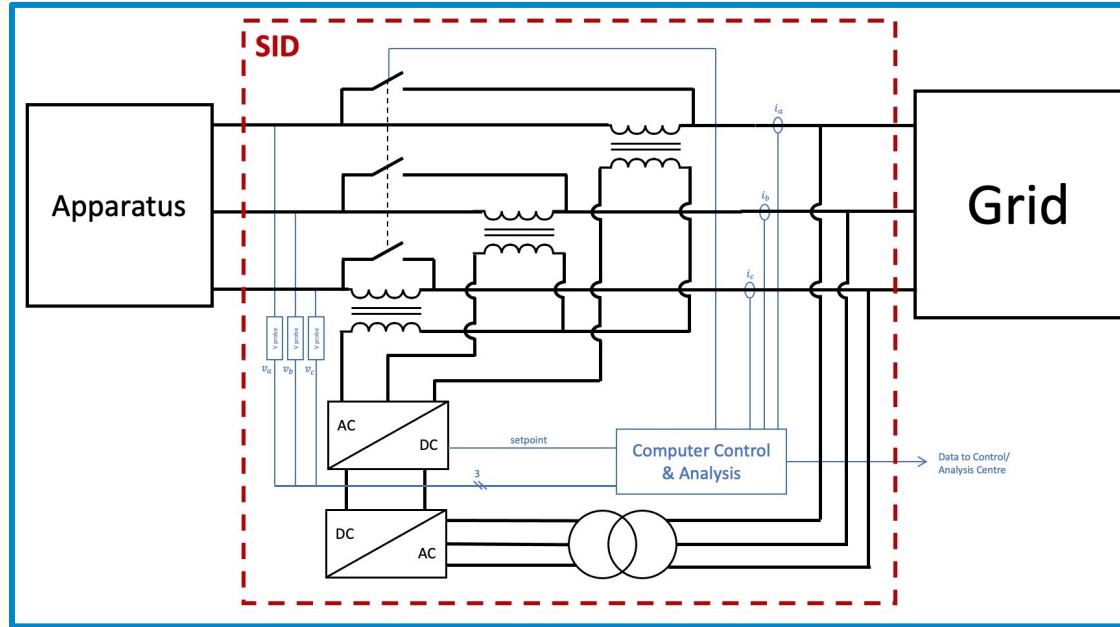 SID
Apparatus
Grid
i_a
i_b
i_c
V probe
V probe
V probe
v_a
v_b
v_c
AC
DC
setpoint
3
Computer Control
& Analysis
Data to Control/
Analysis Centre
DC
AC